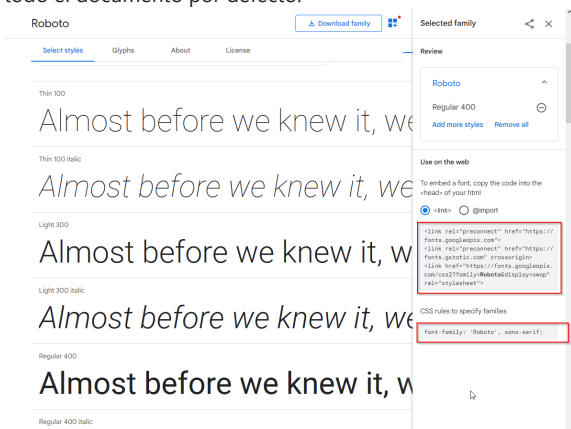 todo el documento por defecto.
Roboto
Download family
Select styles
Glyphs
About
License
Thin 100
Almost before we knew it, we
Thin 100 italic
Almost before we knew it, we
Light 300
Almost before we knew it, w
Light 300 italic
Almost before we knew it, we
Regular 400
Almost before we knew it, w
Regular 400 italic
Selected family
Review
Roboto
Regular 400
Add more styles Remove all
Use on the web
To embed a font, copy the code into the
<head> of your html
<link> @import
<link rel="preconnect" href="https://
fonts.googleapis.com">
<link rel="preconnect" href="https://
fonts.gstatic.com" crossorigin>
<link href="https://fonts.googleapis.
com/css2?family=Roboto&display=swap"
rel="stylesheet">
CSS rules to specify families
font-family: 'Roboto', sans-serif;